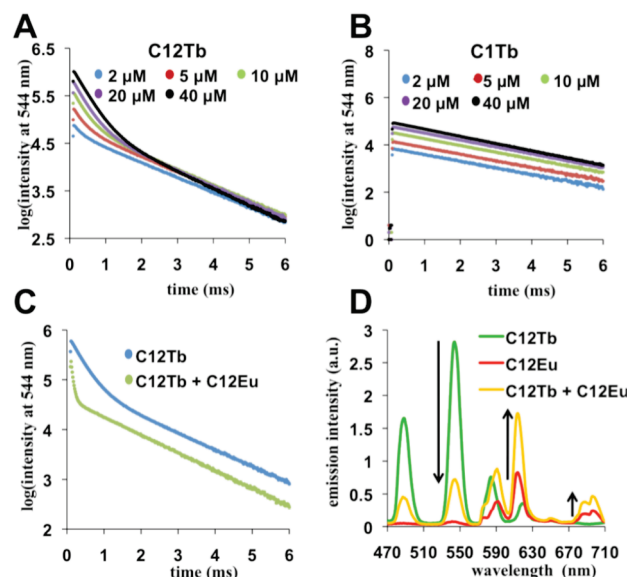 A
C12Tb
6.5
5.5
4.5
3.5
2.5
2 µM
5 µM
10 µM
20 µM
40 µM
log(intensity at 544 nm)
0 1 2 3 4 5 6
time (ms)
B
C1Tb
8
6
4
2
0
2 µM
5 µM
10 µM
20 µM
40 µM
log(intensity at 544 nm)
0 1 2 3 4 5 6
time (ms)
C
6
5
4
3
2
C12Tb
C12Tb + C12Eu
log(intensity at 544 nm)
0 1 2 3 4 5 6
time (ms)
D
3
2.5
2
1.5
1
0.5
0
C12Tb
C12Eu
C12Tb + C12Eu
emission intensity (a.u.)
470 510 550 590 630 670 710
wavelength (nm)